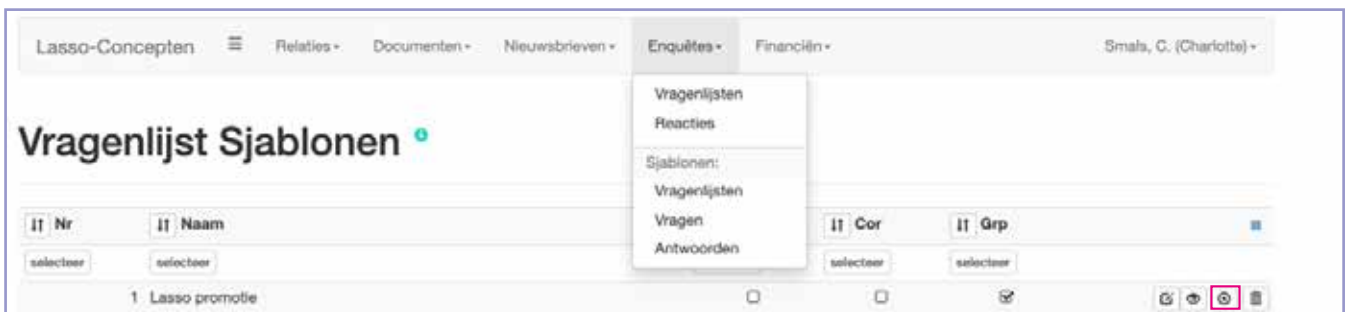 Lasso-Concepten Relaties Documenten Nieuwsbrieven Enquêtes Financiën Smals, C. (Charlotte)
Vragenlijsten
Reacties
Vragenlijst Sjablonen
Sjablonen:
Vragenlijsten
Vragen
Antwoorden
Nr Naam Cor Grp
selecteer selecteer selecteer selecteer
1 Lasso promotie